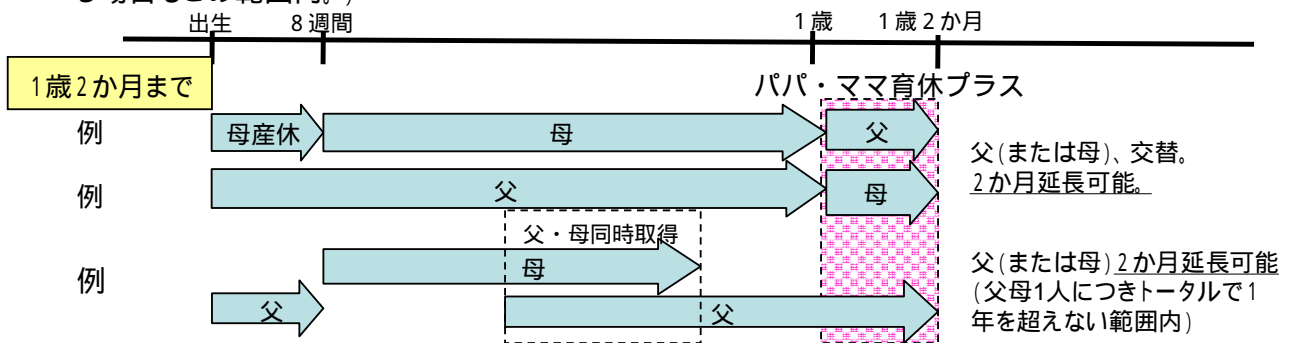 出生
8週間
1歳
1歳2か月
1歳2か月まで
パパ・ママ育休プラス
例
母産休
母
父
父(または母)、交替。
2か月延長可能。
例
父
母
父・母同時取得
例
母
父
父
父(または母)2か月延長可能
(父母1人につきトータルで1
年を超えない範囲内)